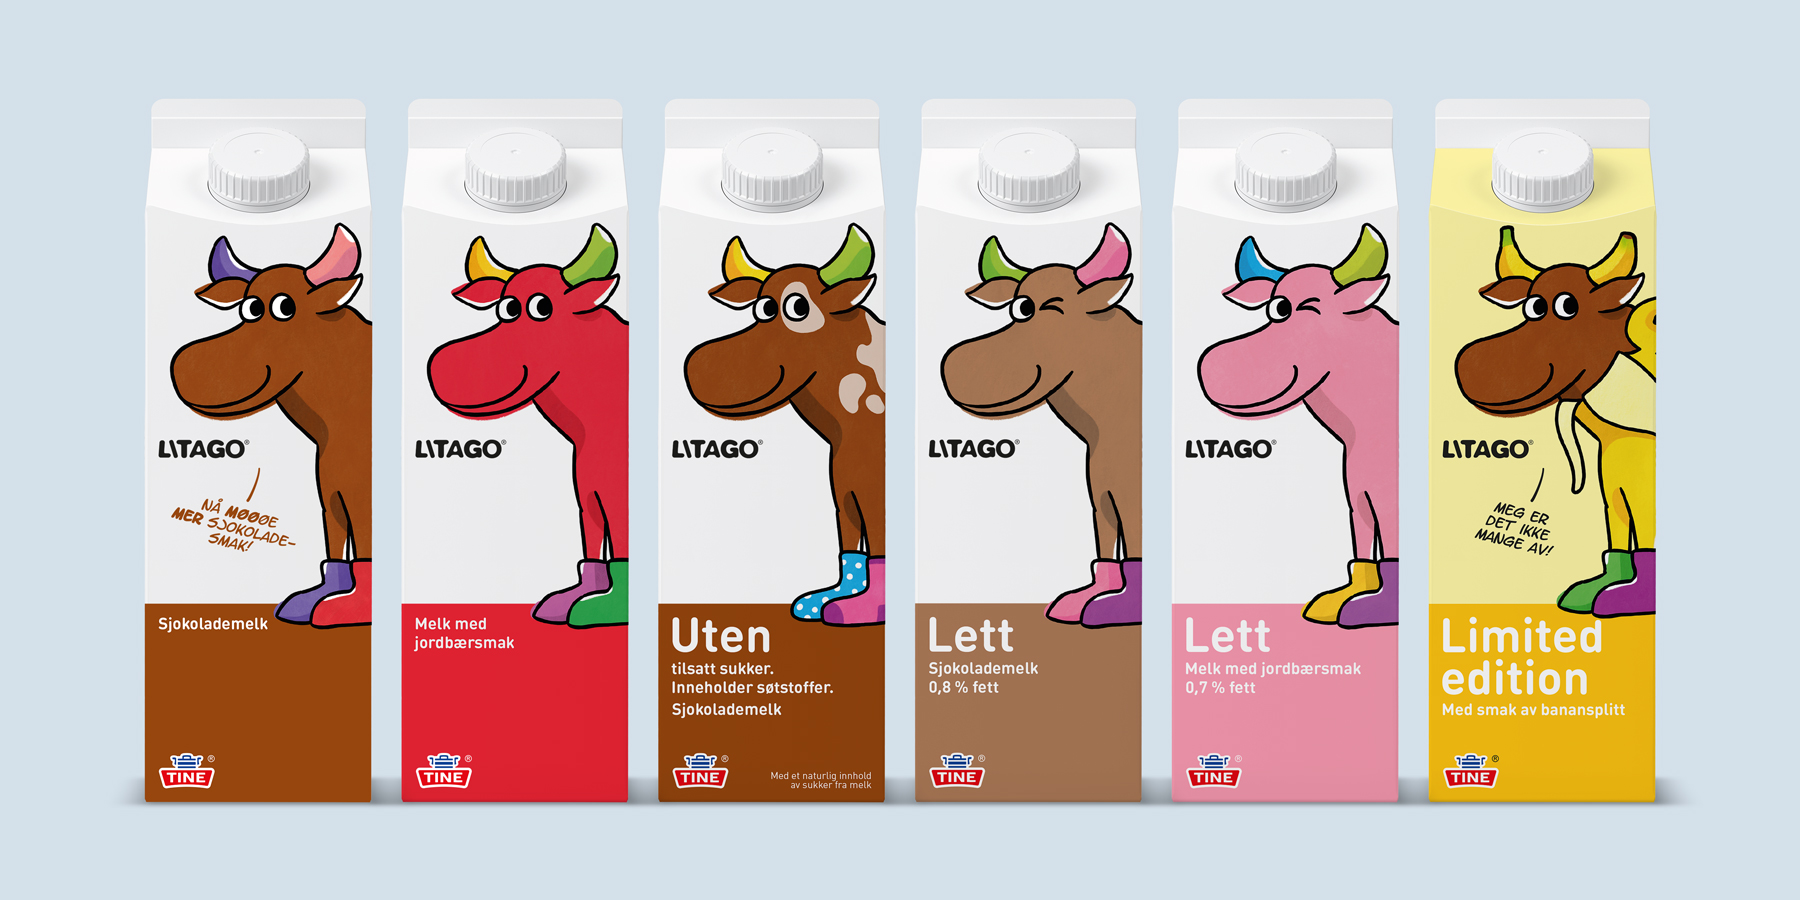 LITAGO®
NÅ MØØØE
MER SJOKOLADE-
SMAK!
Sjokolademelk
TINE®
LITAGO®
Melk med
jordbærsmak
TINE®
LITAGO®
Uten
tilsatt sukker.
Inneholder søtstoffer.
Sjokolademelk
TINE®
Med et naturlig innhold
av sukker fra melk
LITAGO®
Lett
Sjokolademelk
0,8 % fett
TINE®
LITAGO®
Lett
Melk med jordbærsmak
0,7 % fett
TINE®
LITAGO®
MEG ER
DET IKKE
MANGE AV!
Limited
edition
Med smak av banansplitt
TINE®